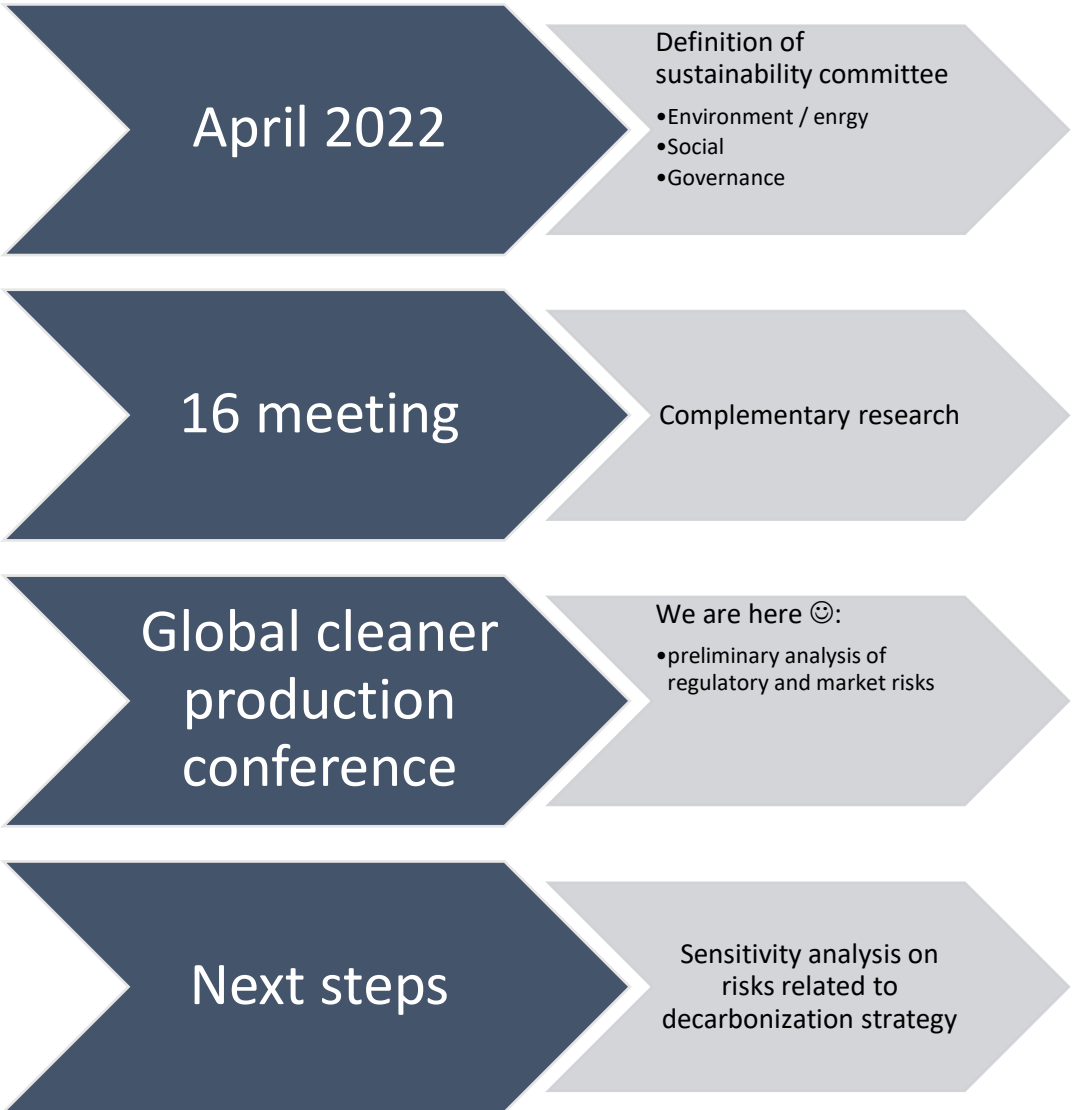 April 2022
Definition of
sustainability committee
•Environment / enrgy
•Social
•Governance
16 meeting
Complementary research
Global cleaner
production
conference
We are here ☺:
•preliminary analysis of
regulatory and market risks
Next steps
Sensitivity analysis on
risks related to
decarbonization strategy